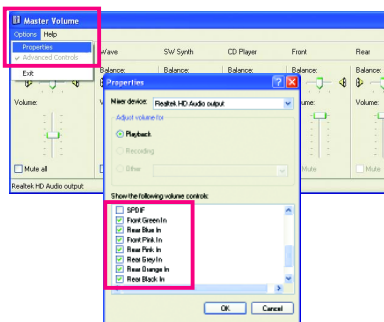 Master Volume
Options Help
Properties
Advanced Controls
Exit
Wave
SW Synth
CD Player
Front
Rear
Balance:
Balance:
Balance:
Balance:
Volume:
Mute all
Mute
Mute
Realtek HD Audio output
Properties
Mixer device: Realtek HD Audio output
Adjust volume for
Playback
Recording
Other
Show the following volume controls:
SPDIF
Front Green In
Rear Blue In
Front Pink In
Rear Pink In
Rear Grey In
Rear Orange In
Rear Black In
OK Cancel